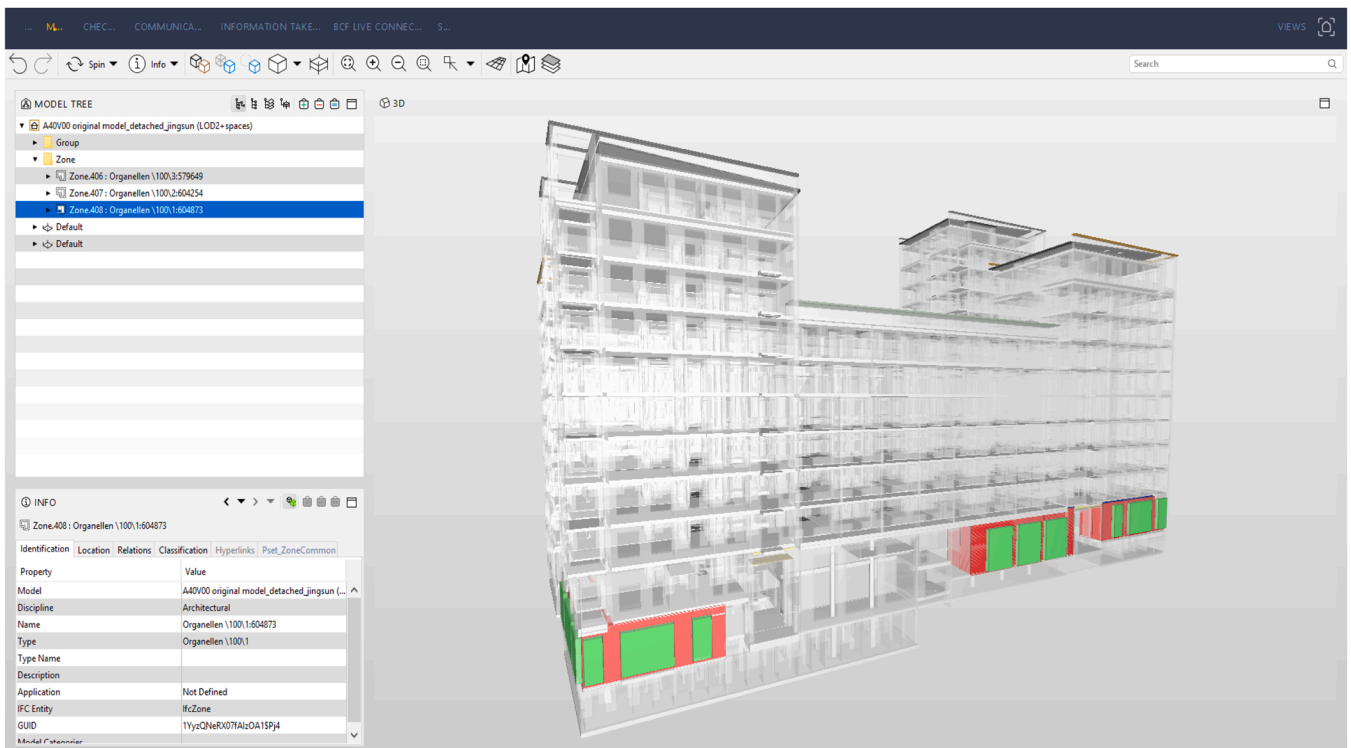 ... M... CHEC... COMMUNICA... INFORMATION TAKE... BCF LIVE CONNEC... S... VIEWS
Spin Info Search
MODEL TREE
3D
A40V00 original model_detached_jingsun (LOD2+spaces)
Group
Zone
Zone.406 : Organellen \100\3:579649
Zone.407 : Organellen \100\2:604254
Zone.408 : Organellen \100\1:604873
Default
Default
INFO
Zone.408 : Organellen \100\1:604873
Identification Location Relations Classification Hyperlinks Pset_ZoneCommon
Property Value
Model A40V00 original model_detached_jingsun (...
Discipline Architectural
Name Organellen \100\1:604873
Type Organellen \100\1
Type Name
Description
Application Not Defined
IFC Entity IfcZone
GUID 1YyzQNeRX07fAIzOA1$Pj4
Model Categories